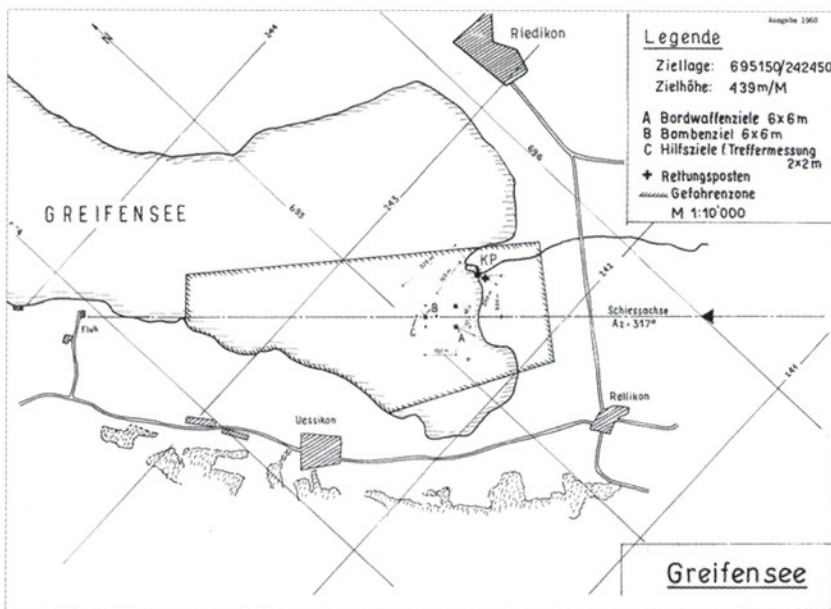 Ausgabe 1960
Legende
Ziellage: 695150/242450
Zielhöhe: 439m/M
A Bordwaffenziele 6x6m
B Bombenziel 6x6m
C Hilfsziele f. Treffermessung
2x2m
+ Rettungsposten
Gefahrenzone
M 1:10'000
N
244
Riedikon
696
GREIFENSEE
695
243
KP
242
B
C
A
Schiessachse
Az = 317°
Fluh
241
Rellikon
Uessikon
Greifensee